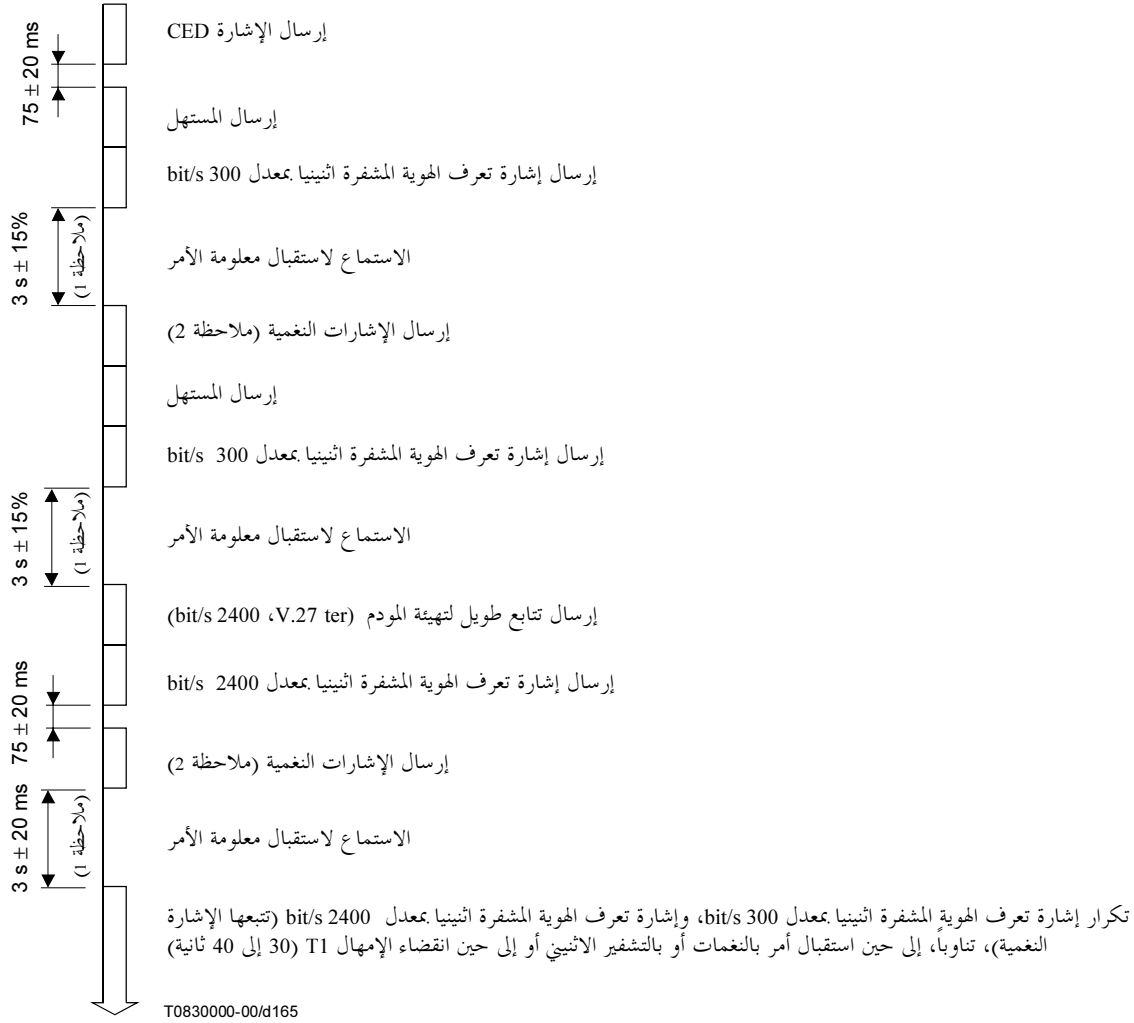 إرسال الإشارة CED
75 ± 20 ms
إرسال المستهل
إرسال إشارة تعرف الهوية المشفرة اثنينيا بمعدل 300 bit/s
3 s ± 15%
(ملاحظة 1)
الاستماع لاستقبال معلومة الأمر
إرسال الإشارات النغمية (ملاحظة 2)
إرسال المستهل
إرسال إشارة تعرف الهوية المشفرة اثنينيا بمعدل 300 bit/s
3 s ± 15%
(ملاحظة 1)
الاستماع لاستقبال معلومة الأمر
إرسال تتابع طويل لتهيئة المودم (V.27 ter، 2400 bit/s)
إرسال إشارة تعرف الهوية المشفرة اثنينيا بمعدل 2400 bit/s
75 ± 20 ms
إرسال الإشارات النغمية (ملاحظة 2)
3 s ± 20 ms
(ملاحظة 1)
الاستماع لاستقبال معلومة الأمر
تكرار إشارة تعرف الهوية المشفرة اثنينيا بمعدل 300 bit/s، وإشارة تعرف الهوية المشفرة اثنينيا بمعدل 2400 bit/s (تتبعها الإشارة
النغمية)، تناوباً، إلى حين استقبال أمر بالنغمات أو بالتشفير الاثنيني أو إلى حين انقضاء الإمهال T1 (30 إلى 40 ثانية)
T0830000-00/d165